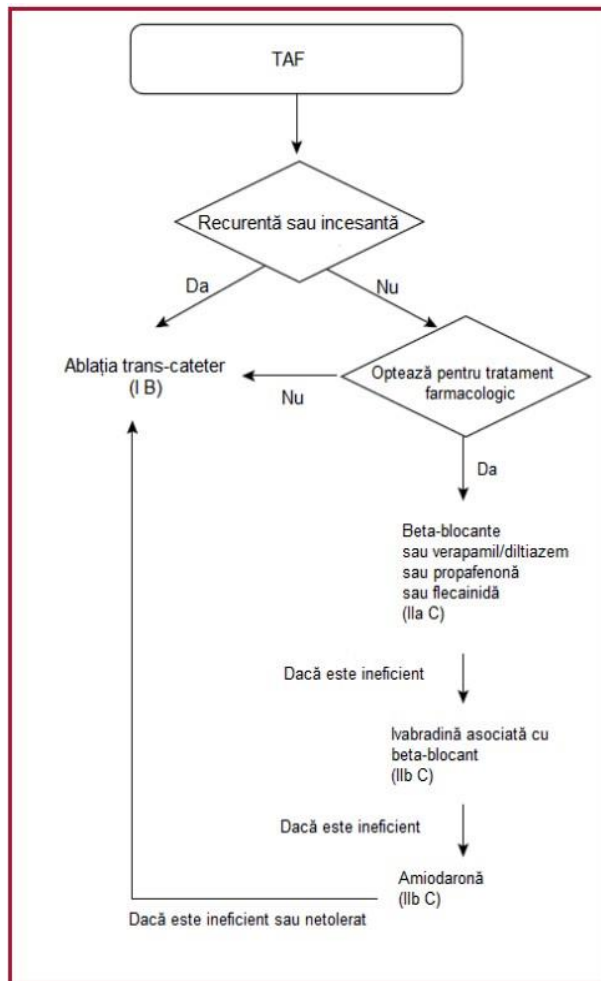 TAF
Recurentă sau incesantă
Da
Nu
Ablația trans-cateter
(I B)
Nu
Optează pentru tratament
farmacologic
Da
Beta-blocante
sau verapamil/diltiazem
sau propafenonă
sau flecainidă
(IIa C)
Dacă este ineficient
Ivabradină asociată cu
beta-blocant
(IIb C)
Dacă este ineficient
Amiodaronă
(IIb C)
Dacă este ineficient sau netolerat